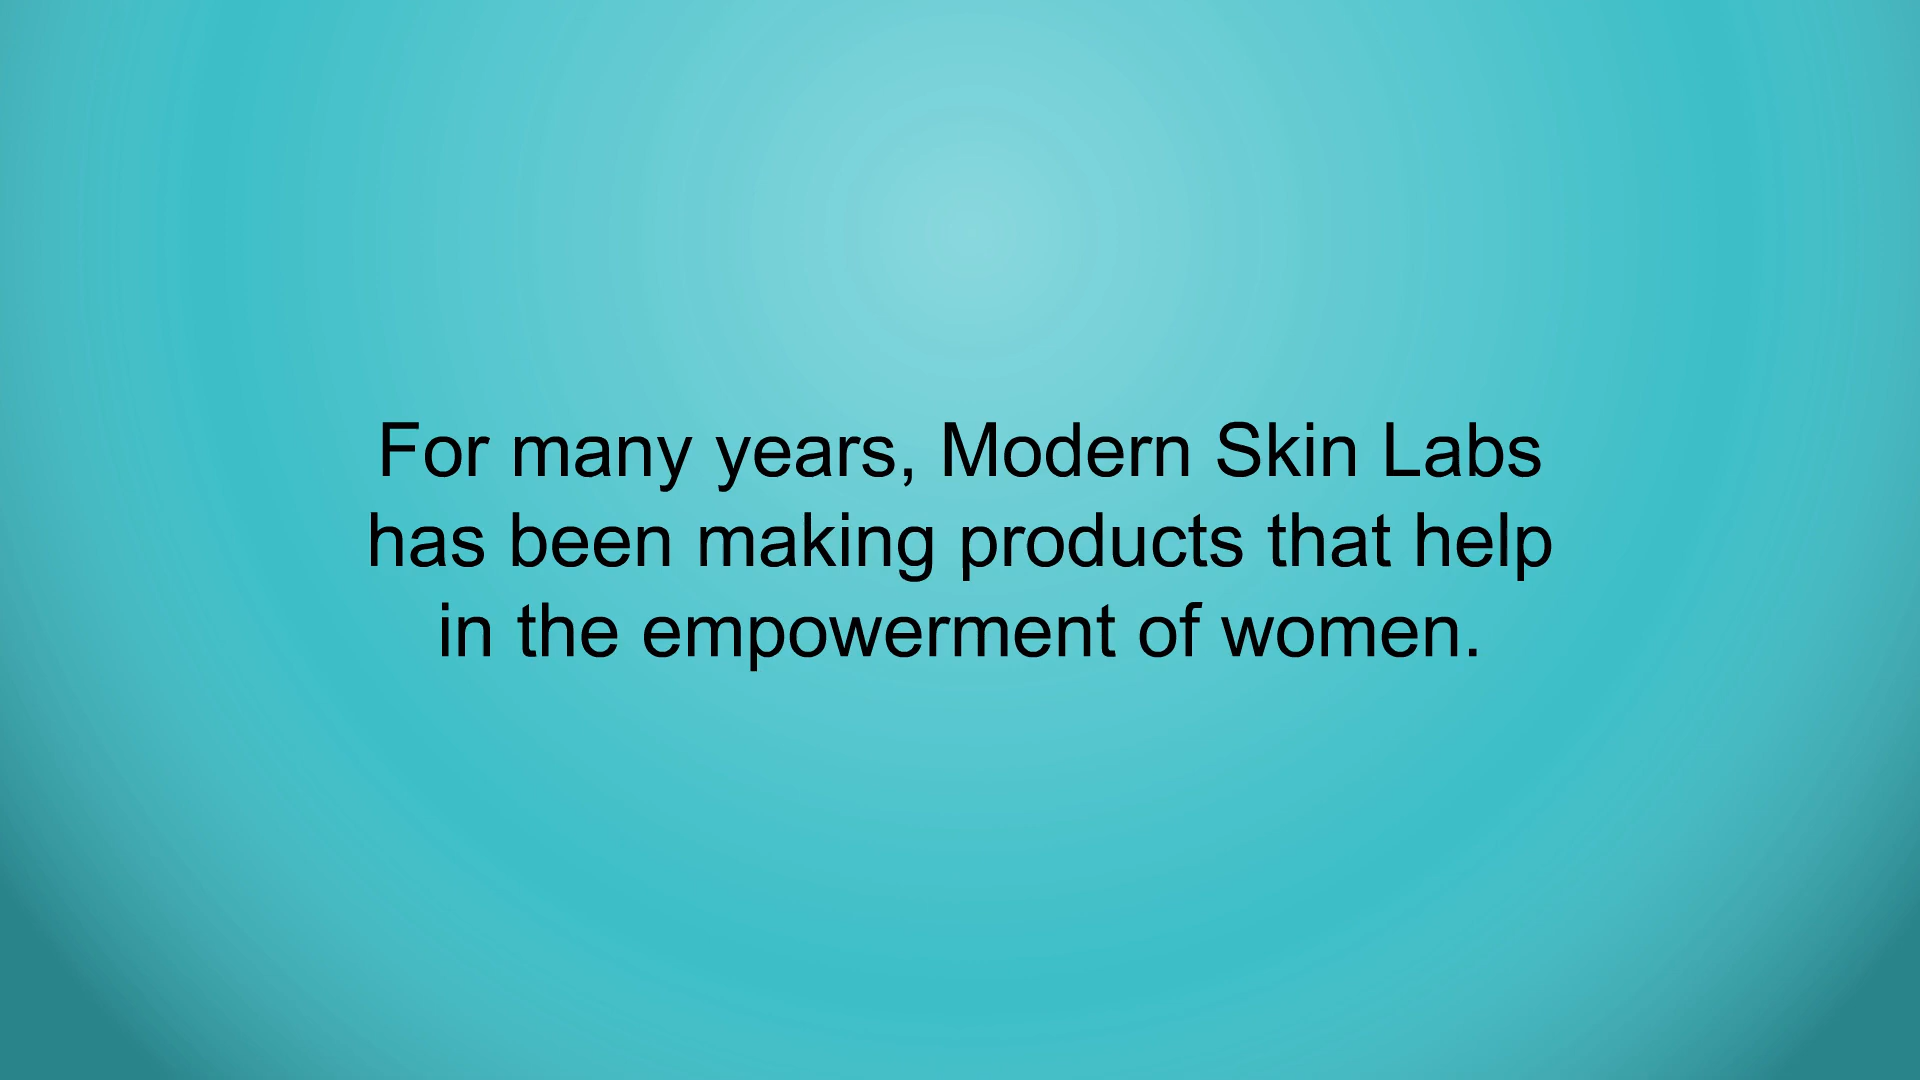 For many years, Modern Skin Labs
has been making products that help
in the empowerment of women.